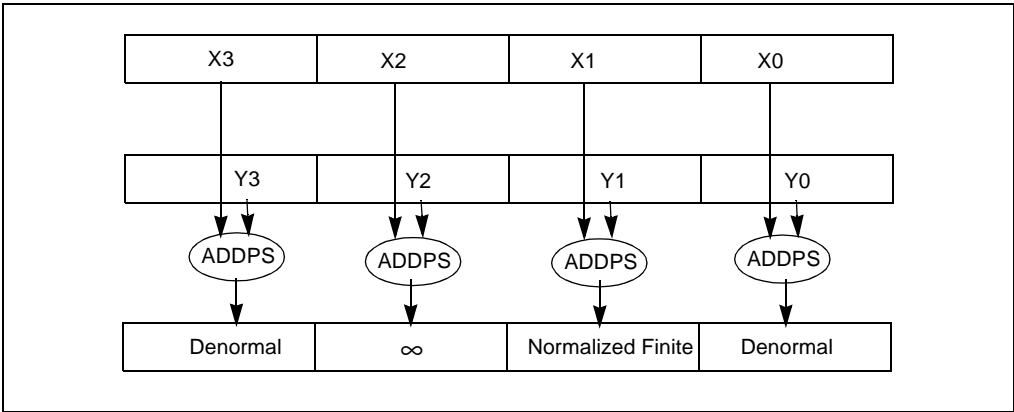 X3 X2 X1 X0
Y3 Y2 Y1 Y0
ADDPS ADDPS ADDPS ADDPS
Denormal ∞ Normalized Finite Denormal